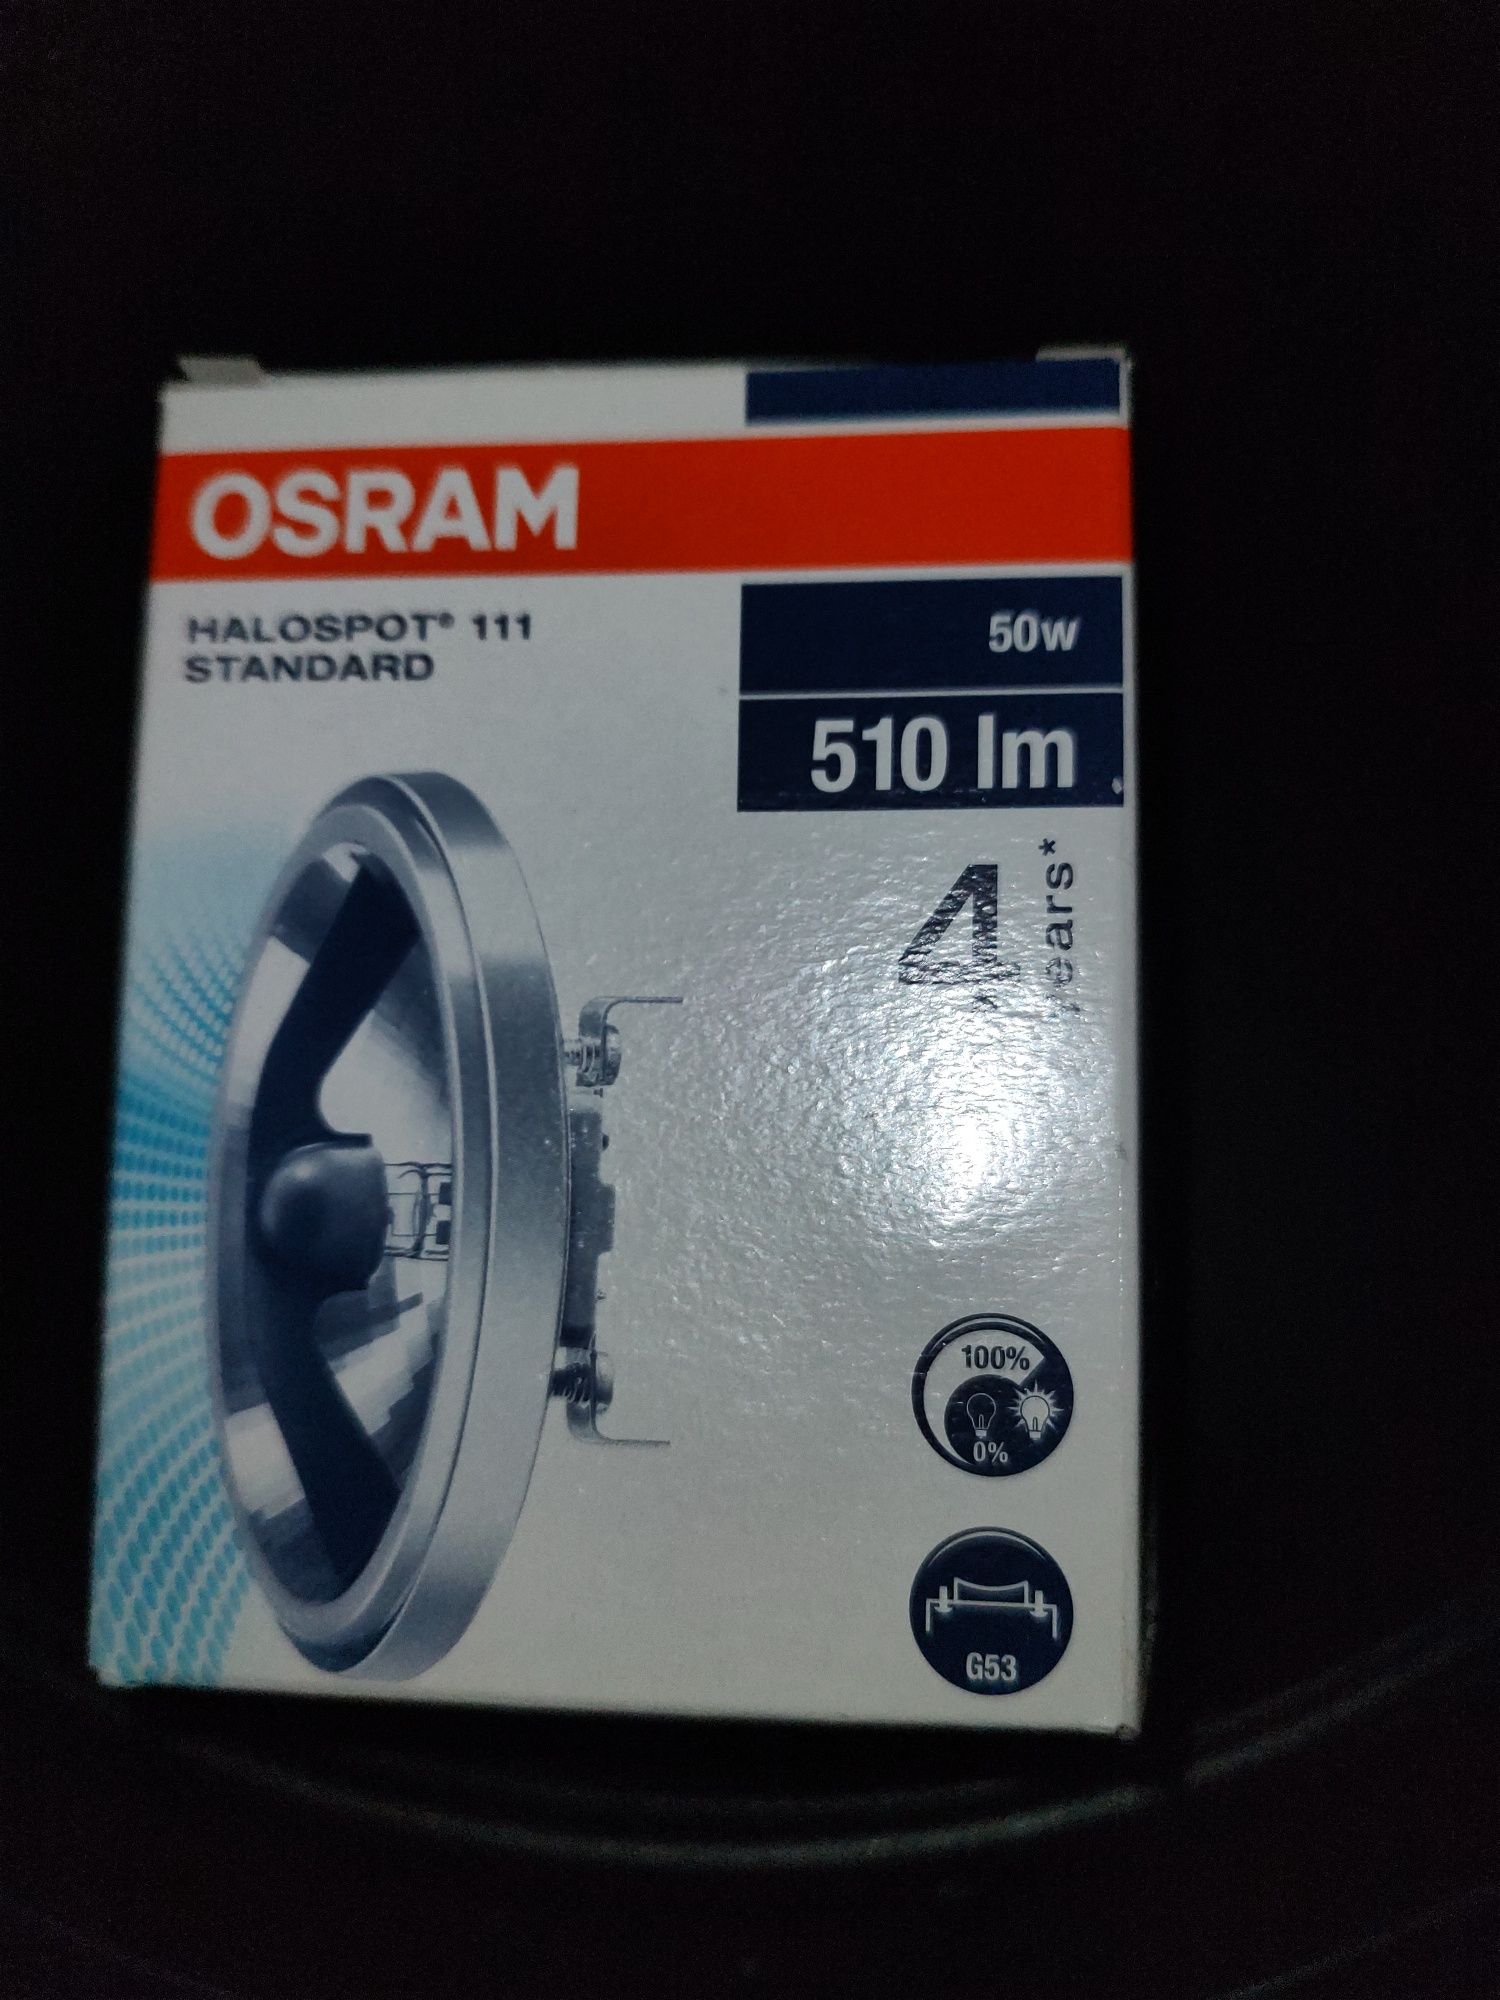 OSRAM
HALOSPOT® 111
STANDARD
50w
510 lm
4
years*
100%
0%
G53